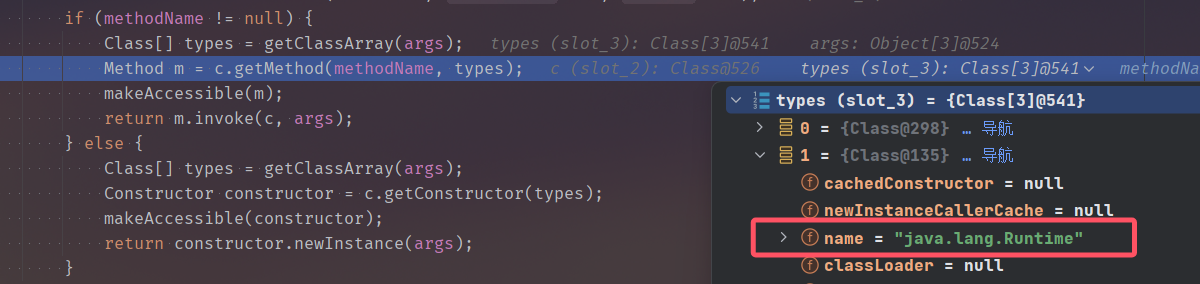 if (methodName != null) {
Class[] types = getClassArray(args);   types (slot_3): Class[3]@541   args: Object[3]@524
Method m = c.getMethod(methodName, types);   c (slot_2): Class@526   types (slot_3): Class[3]@541   methodNa
makeAccessible(m);
return m.invoke(c, args);
} else {
Class[] types = getClassArray(args);
Constructor constructor = c.getConstructor(types);
makeAccessible(constructor);
return constructor.newInstance(args);
}
types (slot_3) = {Class[3]@541}
0 = {Class@298} … 导航
1 = {Class@135} … 导航
cachedConstructor = null
newInstanceCallerCache = null
name = "java.lang.Runtime"
classLoader = null